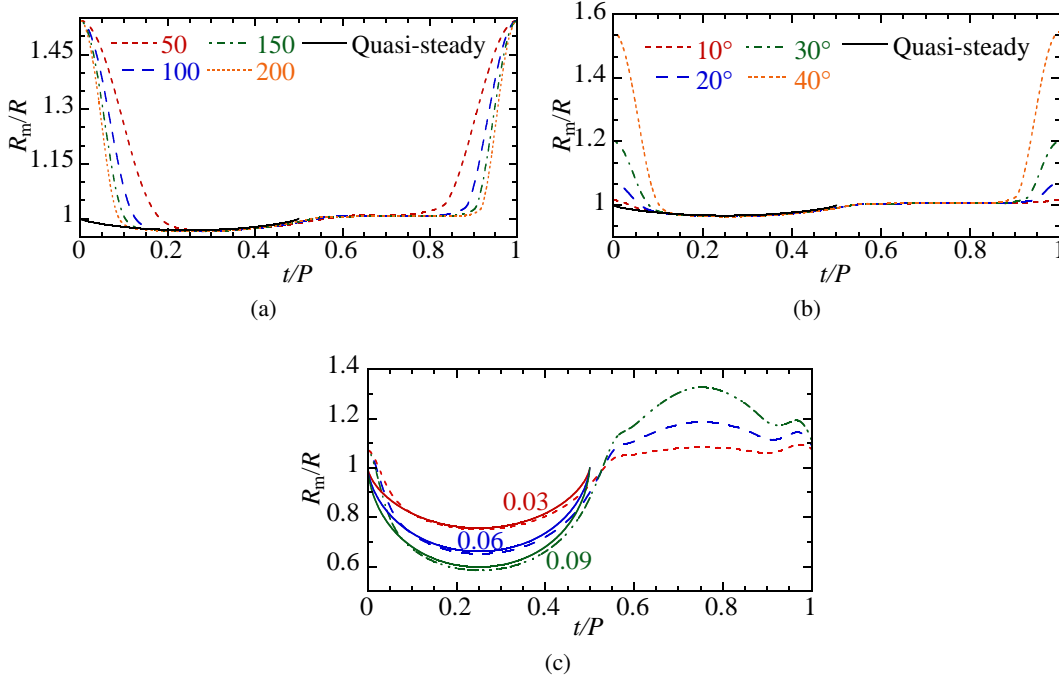 50 150 Quasi-steady
100 200
1.45
1.3
1.15
1
R_m/R
0 0.2 0.4 0.6 0.8 1
t/P
(a)
10° 30° Quasi-steady
20° 40°
1.6
1.4
1.2
1
R_m/R
0 0.2 0.4 0.6 0.8 1
t/P
(b)
1.4
1.2
1
0.8
0.6
R_m/R
0.03
0.06
0.09
0 0.2 0.4 0.6 0.8 1
t/P
(c)